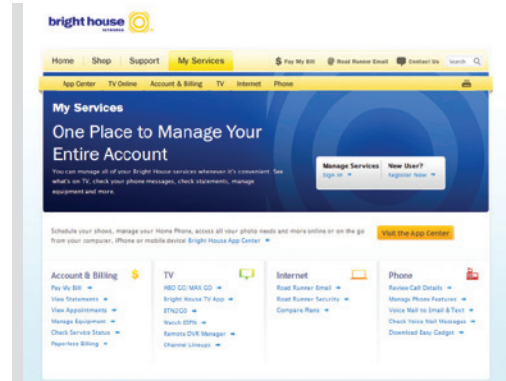 bright house
NETWORKS
Home Shop Support My Services $ Pay My Bill @ Road Runner Email Contact Us Search
App Center TV Online Account & Billing TV Internet Phone
My Services
One Place to Manage Your
Entire Account
You can manage all of your Bright House services whenever it's convenient. See
what's on TV, check your phone messages, check statements, manage
equipment and more.
Manage Services
Sign In
New User?
Register Now
Schedule your shows, manage your Home Phone, access all your photo needs and more online or on the go
from your computer, iPhone or mobile device Bright House App Center
Visit the App Center
Account & Billing $
Pay My Bill
View Statements
View Appointments
Manage Equipment
Check Service Status
Paperless Billing
TV
HBO GO/MAX GO
Bright House TV App
BTN2GO
Watch ESPN
Remote DVR Manager
Channel Lineups
Internet
Road Runner Email
Road Runner Security
Compare Plans
Phone
Review Call Details
Manage Phone Features
Voice Mail to Email & Text
Check Voice Mail Messages
Download Easy Gadget